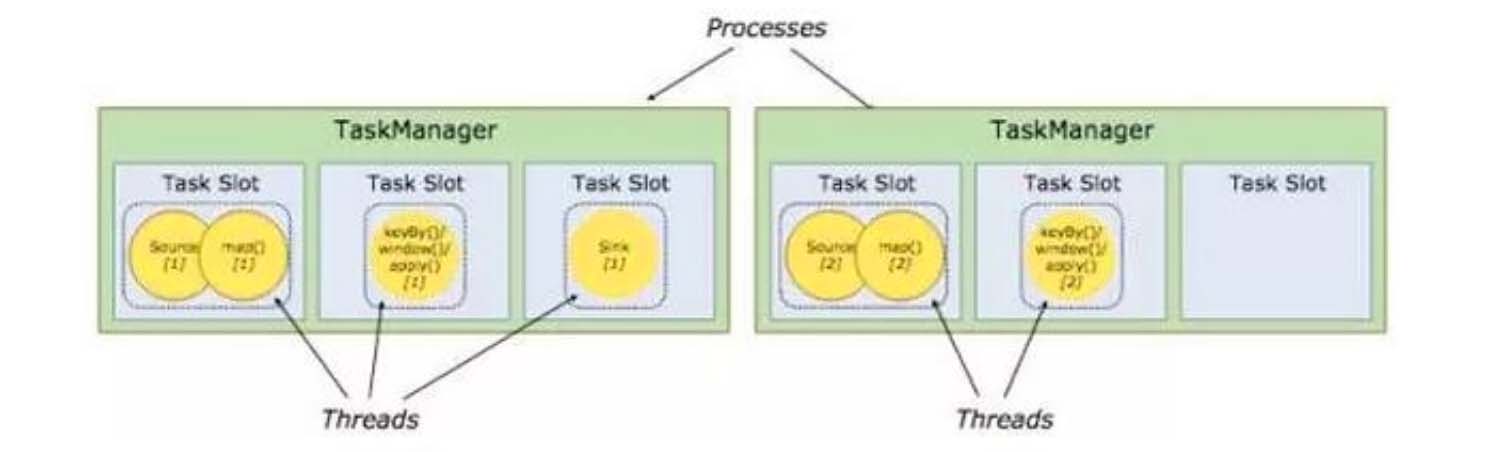 Processes
TaskManager
TaskManager
Task Slot
Task Slot
Task Slot
Task Slot
Task Slot
Task Slot
Source
[1]
map()
[1]
keyBy()/
window()/
apply()
[1]
Sink
[1]
Source
[2]
map()
[2]
keyBy()/
window()/
apply()
[2]
Threads
Threads